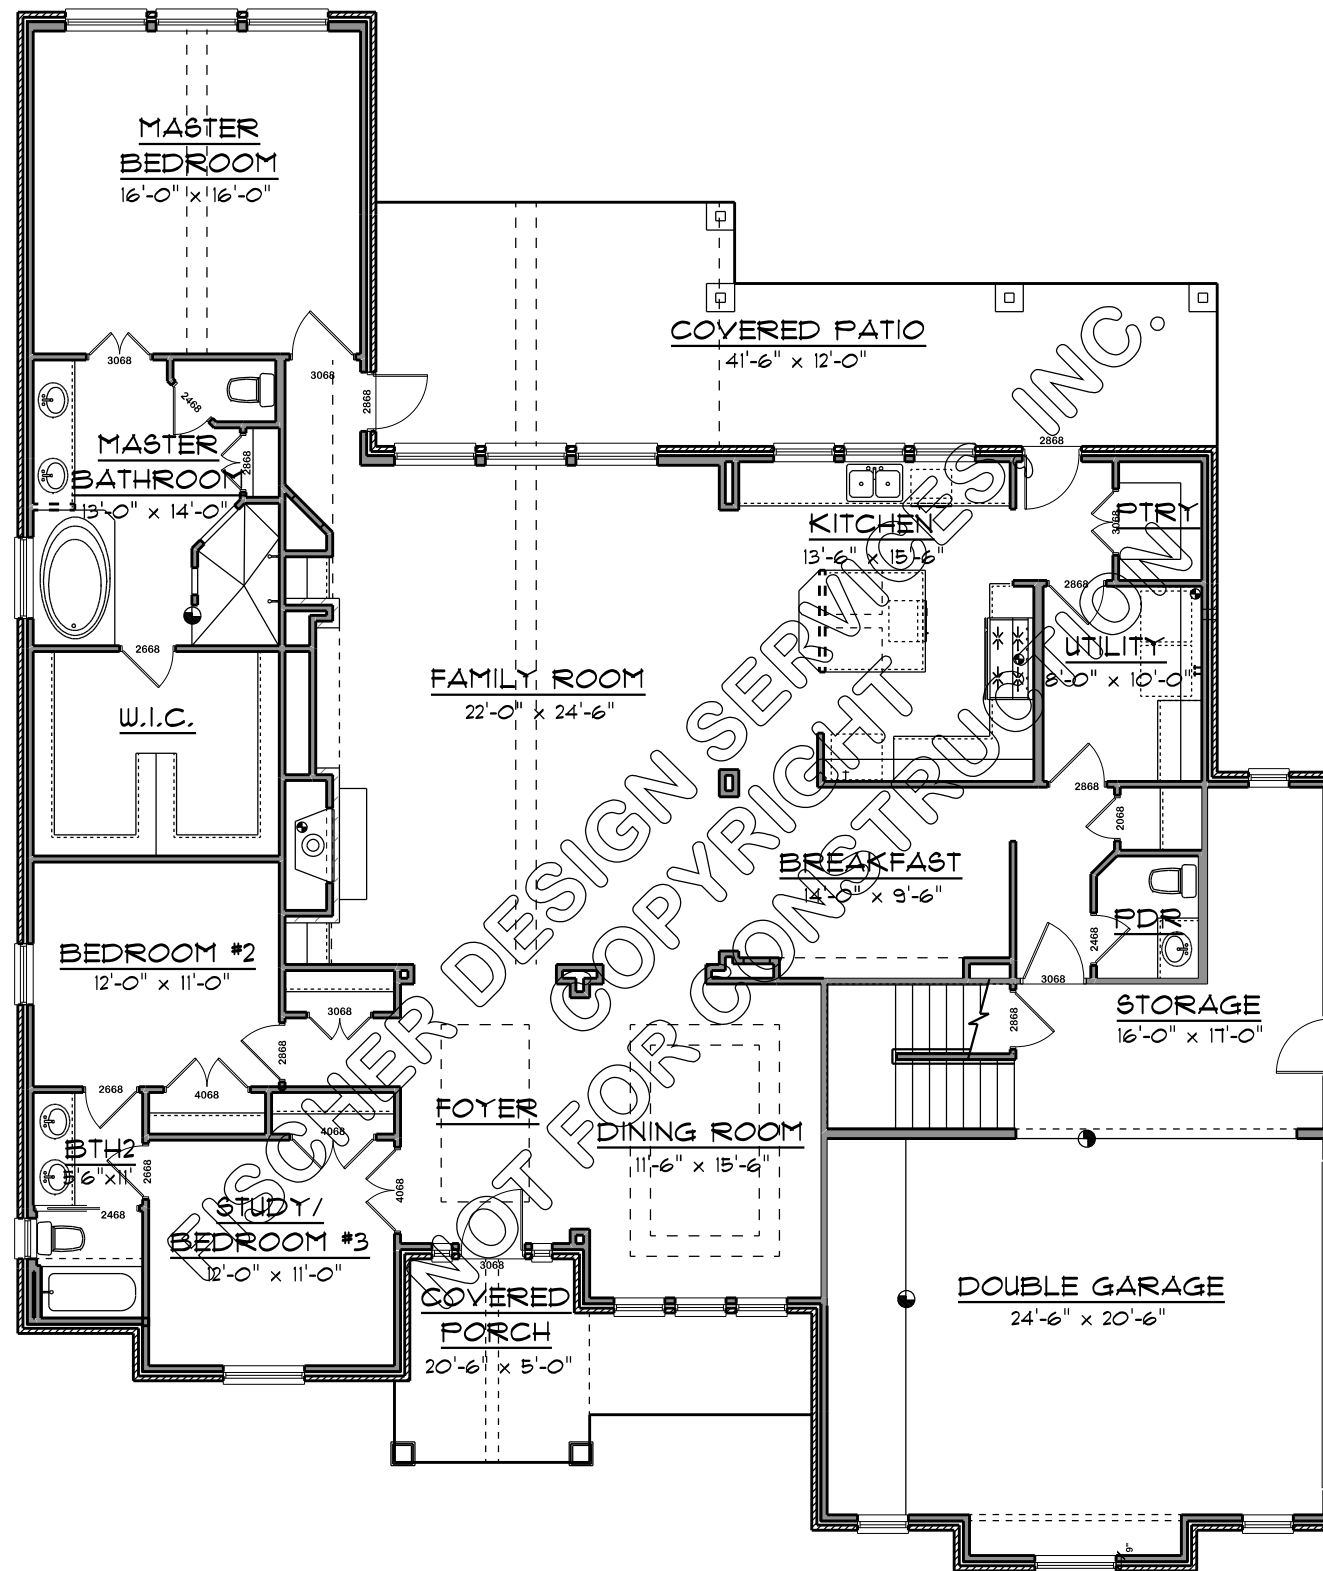 MASTER
BEDROOM
16'-0" x 16'-0"
COVERED PATIO
41'-6" x 12'-0"
3068
3068
2868
2468
2868
MASTER
BATHROOM
13'-0" x 14'-0"
2868
KITCHEN
13'-6" x 15'-6"
PTRY
3068
2868
UTILITY
8'-0" x 10'-0"
2668
W.I.C.
FAMILY ROOM
22'-0" x 24'-6"
2868
2068
BREAKFAST
14'-0" x 9'-6"
PDR
2468
3068
BEDROOM #2
12'-0" x 11'-0"
3068
2868
2868
STORAGE
16'-0" x 17'-0"
2668
4068
4068
BTH2
5'6"x11'
2668
2468
STUDY/
BEDROOM #3
12'-0" x 11'-0"
4068
FOYER
DINING ROOM
11'-6" x 15'-6"
3068
COVERED
PORCH
20'-6" x 5'-0"
DOUBLE GARAGE
24'-6" x 20'-6"
9"
FISCHER DESIGN SERVICES, INC.
COPYRIGHT
NOT FOR CONSTRUCTION